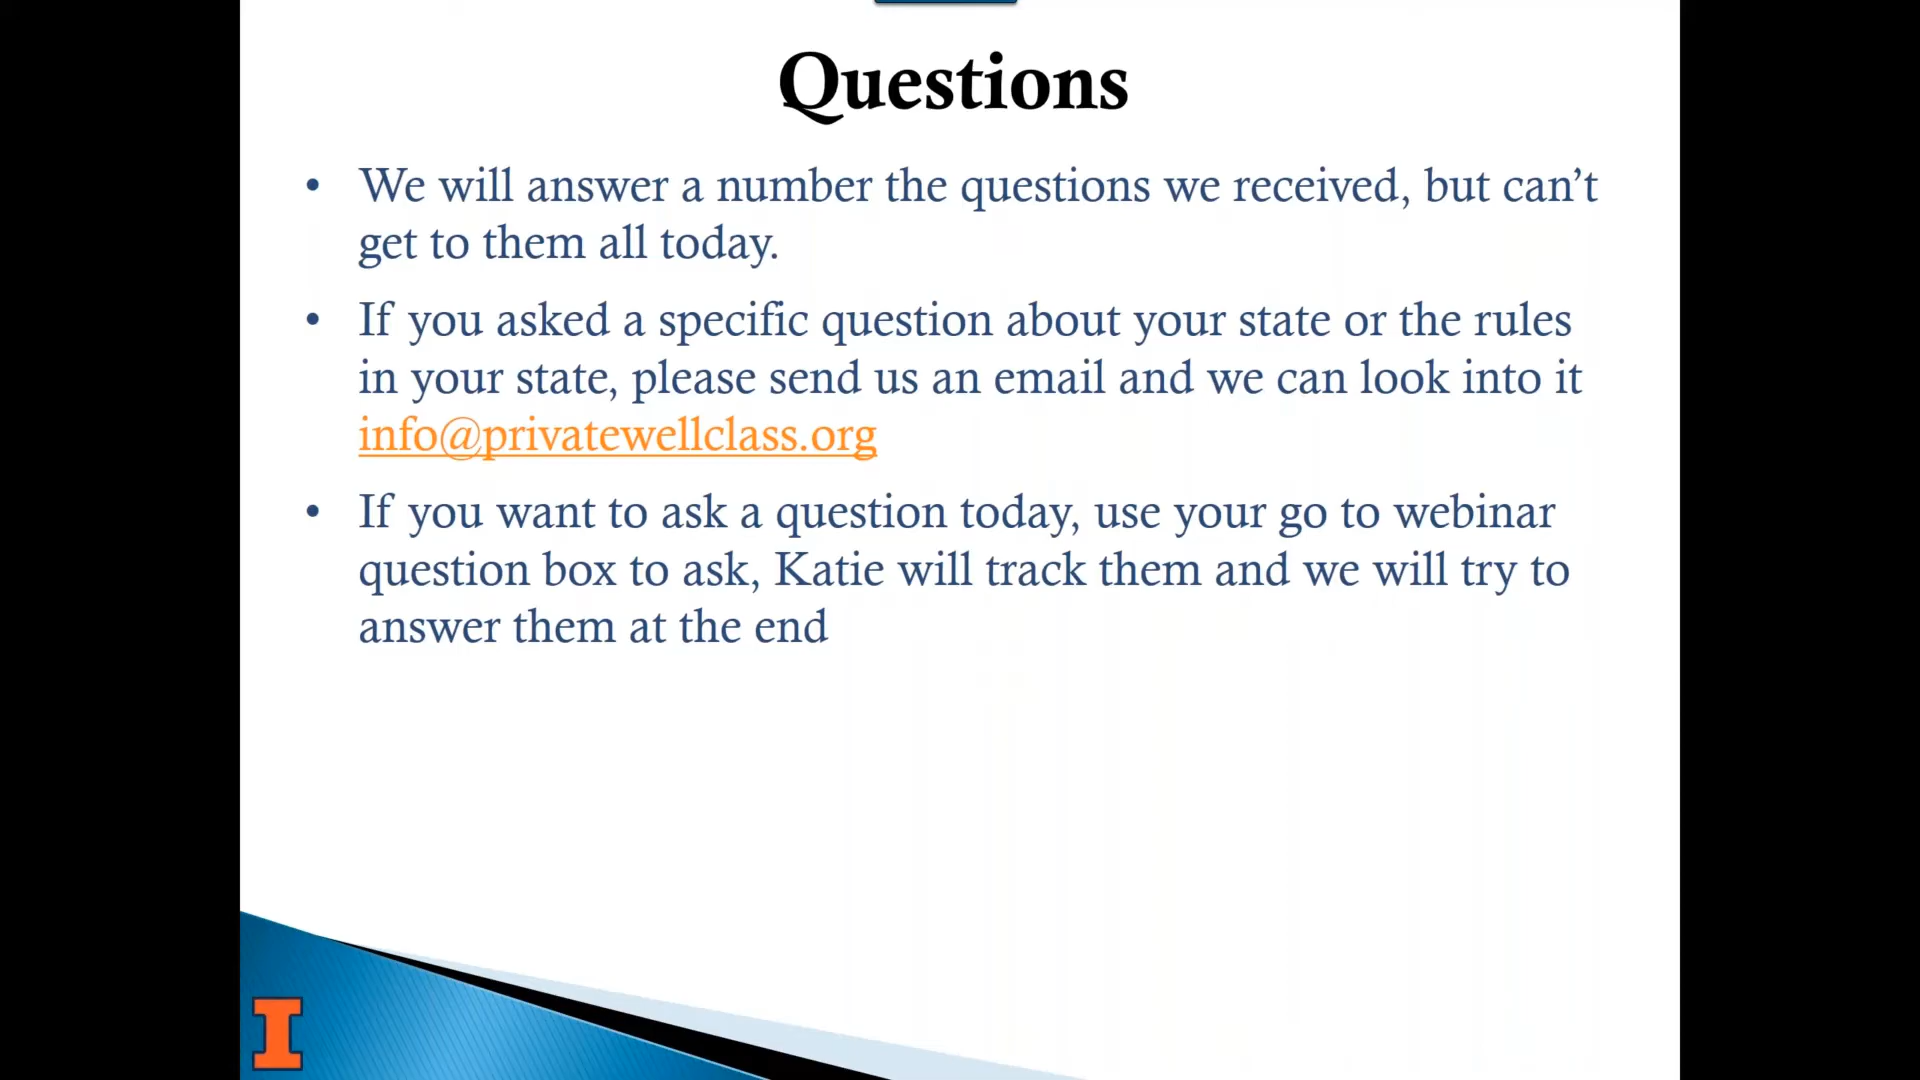 Questions
• We will answer a number the questions we received, but can’t
get to them all today.
• If you asked a specific question about your state or the rules
in your state, please send us an email and we can look into it
info@privatewellclass.org
• If you want to ask a question today, use your go to webinar
question box to ask, Katie will track them and we will try to
answer them at the end
I